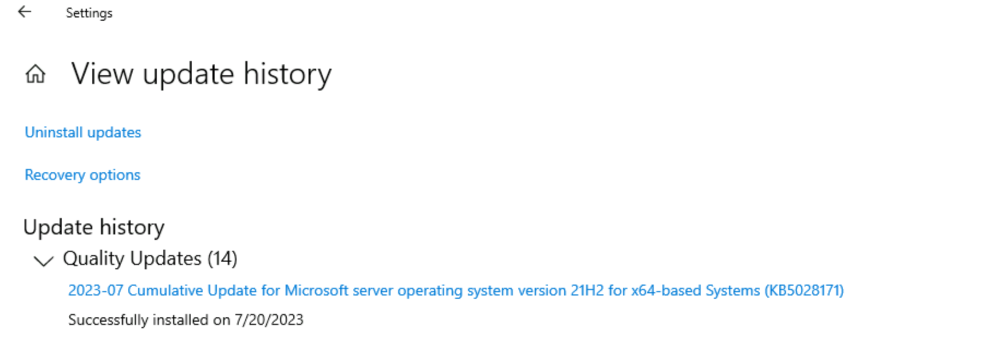 Settings
View update history
Uninstall updates
Recovery options
Update history
Quality Updates (14)
2023-07 Cumulative Update for Microsoft server operating system version 21H2 for x64-based Systems (KB5028171)
Successfully installed on 7/20/2023